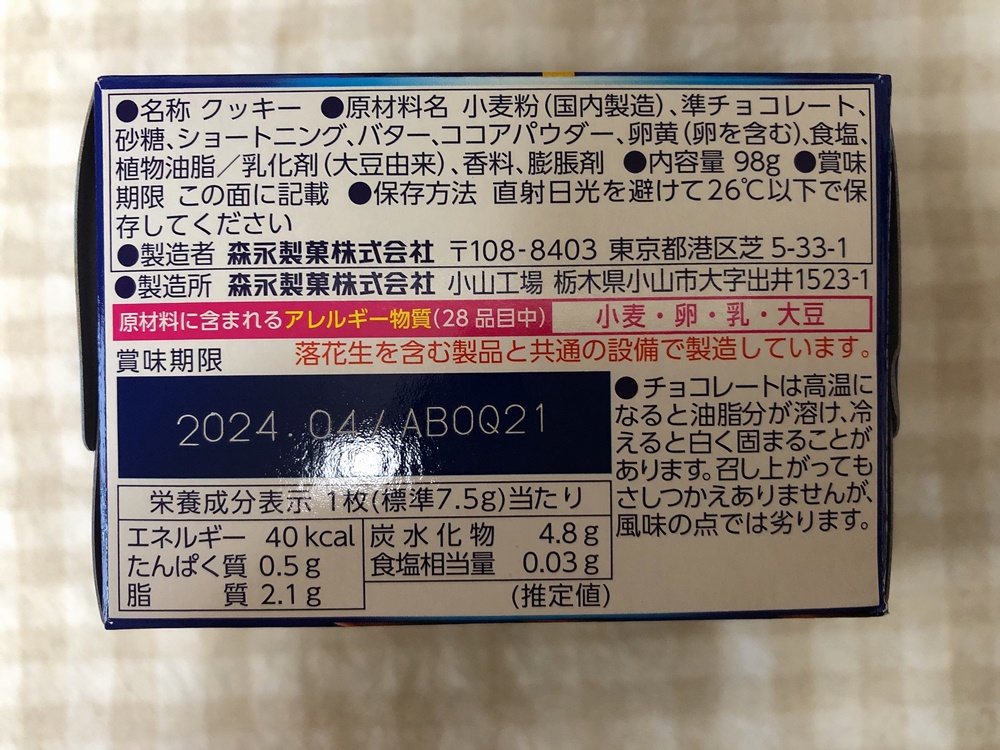 ●名称 クッキー ●原材料名 小麦粉(国内製造)、準チョコレート、
砂糖、ショートニング、バター、ココアパウダー、卵黄(卵を含む)、食塩、
植物油脂／乳化剤(大豆由来)、香料、膨脹剤 ●内容量 98g ●賞味
期限 この面に記載 ●保存方法 直射日光を避けて26℃以下で保
存してください
●製造者 森永製菓株式会社 〒108-8403 東京都港区芝5-33-1
●製造所 森永製菓株式会社 小山工場 栃木県小山市大字出井1523-1
原材料に含まれるアレルギー物質(28品目中) 小麦・卵・乳・大豆
落花生を含む製品と共通の設備で製造しています。
賞味期限
2024.04/AB0Q21
●チョコレートは高温に
なると油脂分が溶け、冷
えると白く固まることが
あります。召し上がっても
さしつかえありませんが、
風味の点では劣ります。
栄養成分表示 1枚(標準7.5g)当たり
エネルギー 40kcal
たんぱく質 0.5g
脂質 2.1g
炭水化物 4.8g
食塩相当量 0.03g
(推定値)